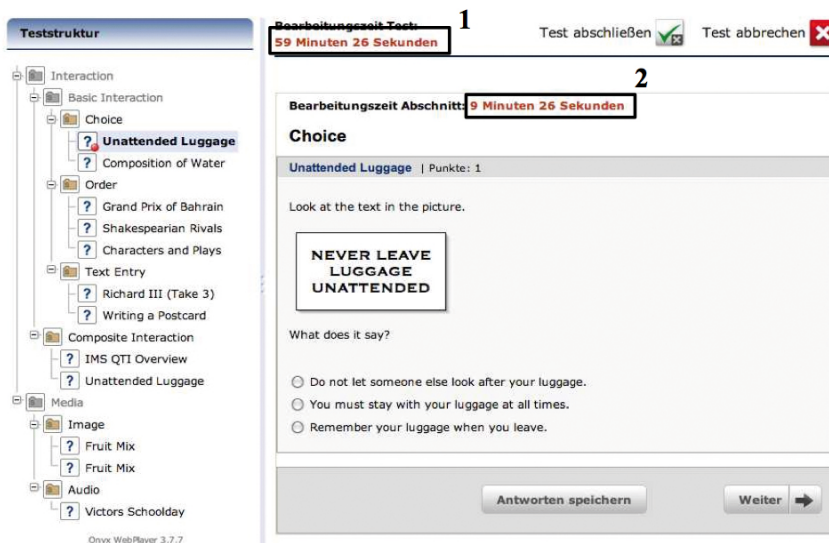 Teststruktur
Interaction
Basic Interaction
Choice
Unattended Luggage
Composition of Water
Order
Grand Prix of Bahrain
Shakespearian Rivals
Characters and Plays
Text Entry
Richard III (Take 3)
Writing a Postcard
Composite Interaction
IMS QTI Overview
Unattended Luggage
Media
Image
Fruit Mix
Fruit Mix
Audio
Victors Schoolday
Onyx WebPlayer 3.7.7
Bearbeitungszeit Test: 1
59 Minuten 26 Sekunden
Test abschließen Test abbrechen
2
Bearbeitungszeit Abschnitt: 9 Minuten 26 Sekunden
Choice
Unattended Luggage | Punkte: 1
Look at the text in the picture.
NEVER LEAVE
LUGGAGE
UNATTENDED
What does it say?
Do not let someone else look after your luggage.
You must stay with your luggage at all times.
Remember your luggage when you leave.
Antworten speichern Weiter